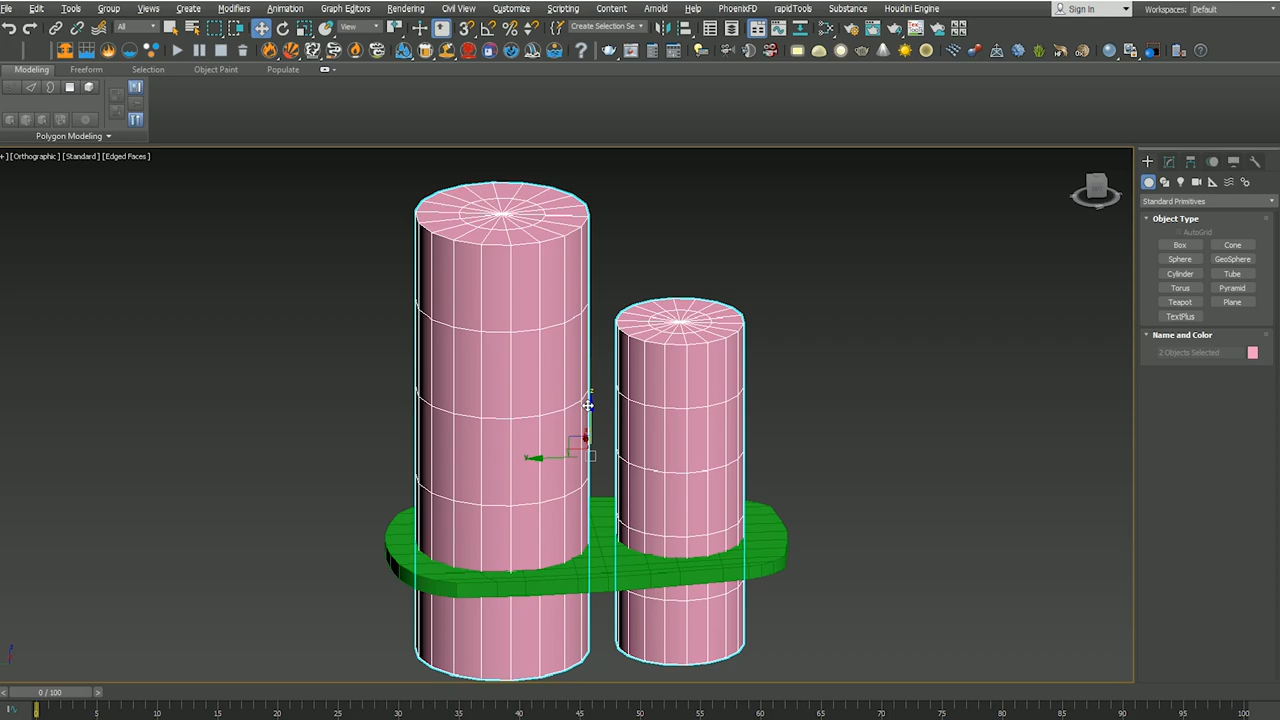 File Edit Tools Group Views Create Modifiers Animation Graph Editors Rendering Civil View Customize Scripting Content Arnold Help PhoenixFD rapidTools Substance Houdini Engine Sign In Workspaces: Default
All View Create Selection Se
Modeling Freeform Selection Object Paint Populate
Polygon Modeling
+ ] [Orthographic ] [Standard ] [Edged Faces ]
Standard Primitives
Object Type
AutoGrid
Box Cone
Sphere GeoSphere
Cylinder Tube
Torus Pyramid
Teapot Plane
TextPlus
Name and Color
2 Objects Selected
z
y
< 0 / 100 >
0 5 10 15 20 25 30 35 40 45 50 55 60 65 70 75 80 85 90 95 100